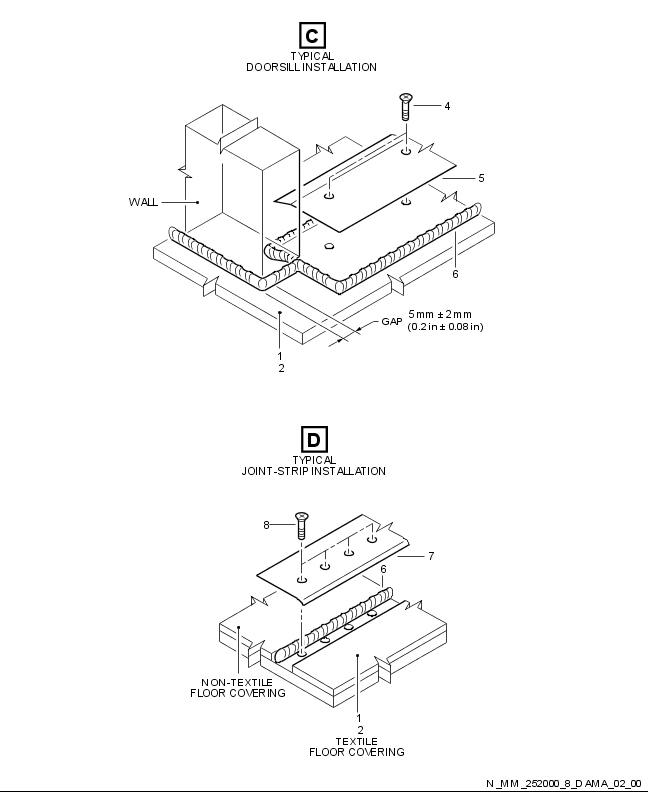 C
TYPICAL
DOORSILL INSTALLATION
4
5
WALL
6
GAP 5 mm ± 2 mm
(0.2 in ± 0.08 in)
1
2
D
TYPICAL
JOINT-STRIP INSTALLATION
8
7
6
NON-TEXTILE
FLOOR COVERING
1
2
TEXTILE
FLOOR COVERING
N_MM_252000_8_DAMA_02_00